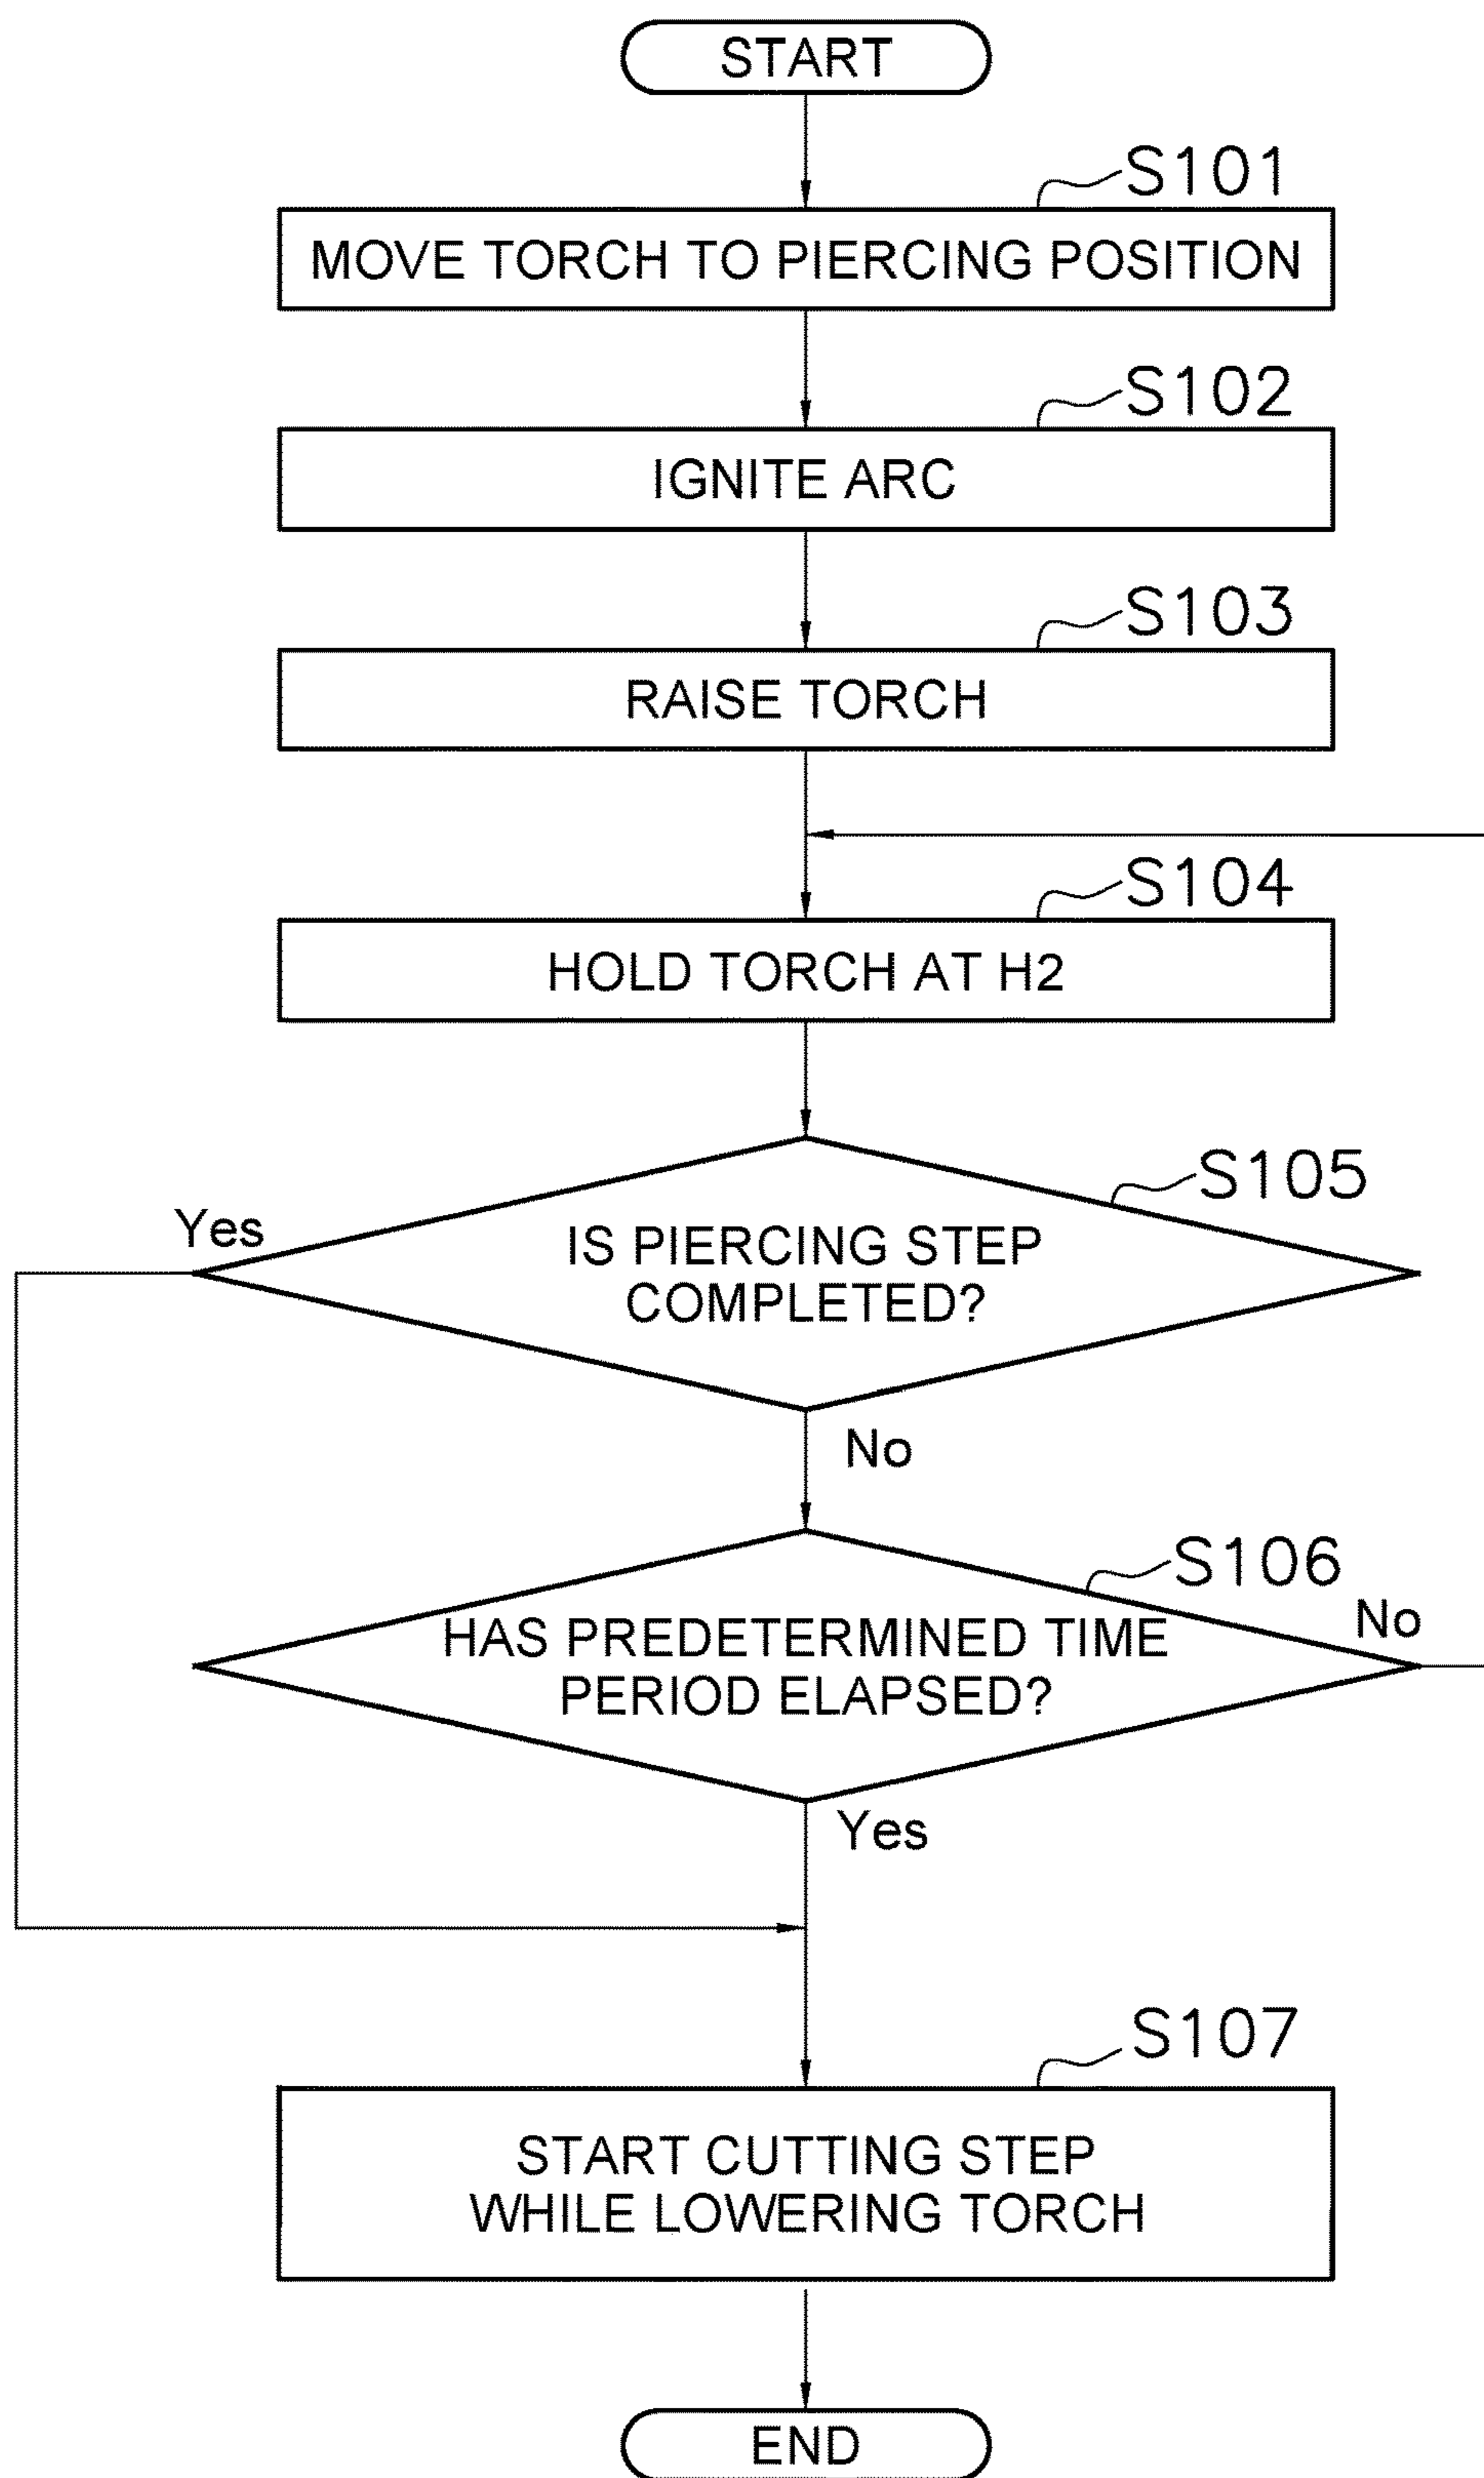 START
S101
MOVE TORCH TO PIERCING POSITION
S102
IGNITE ARC
S103
RAISE TORCH
S104
HOLD TORCH AT H2
S105
Yes
IS PIERCING STEP
COMPLETED?
No
S106
HAS PREDETERMINED TIME
PERIOD ELAPSED?
No
Yes
S107
START CUTTING STEP
WHILE LOWERING TORCH
END